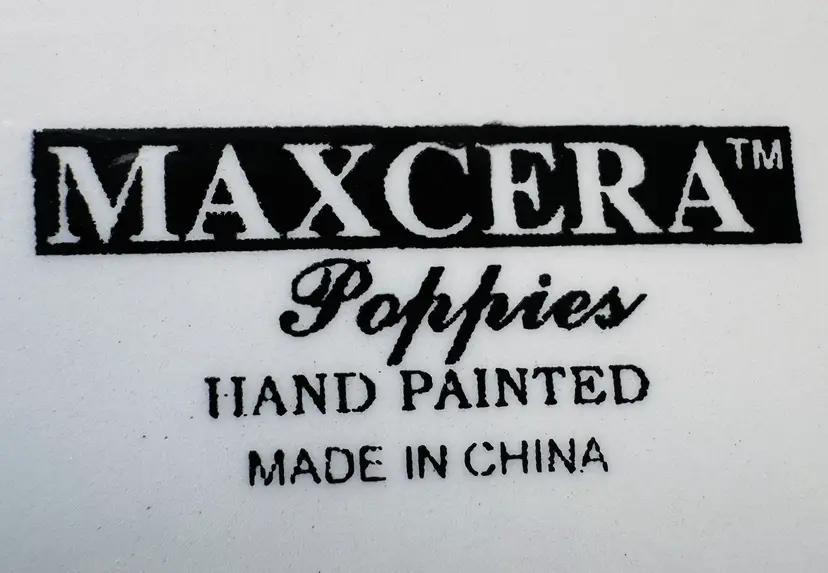 MAXCERA™
Poppies
HAND PAINTED
MADE IN CHINA